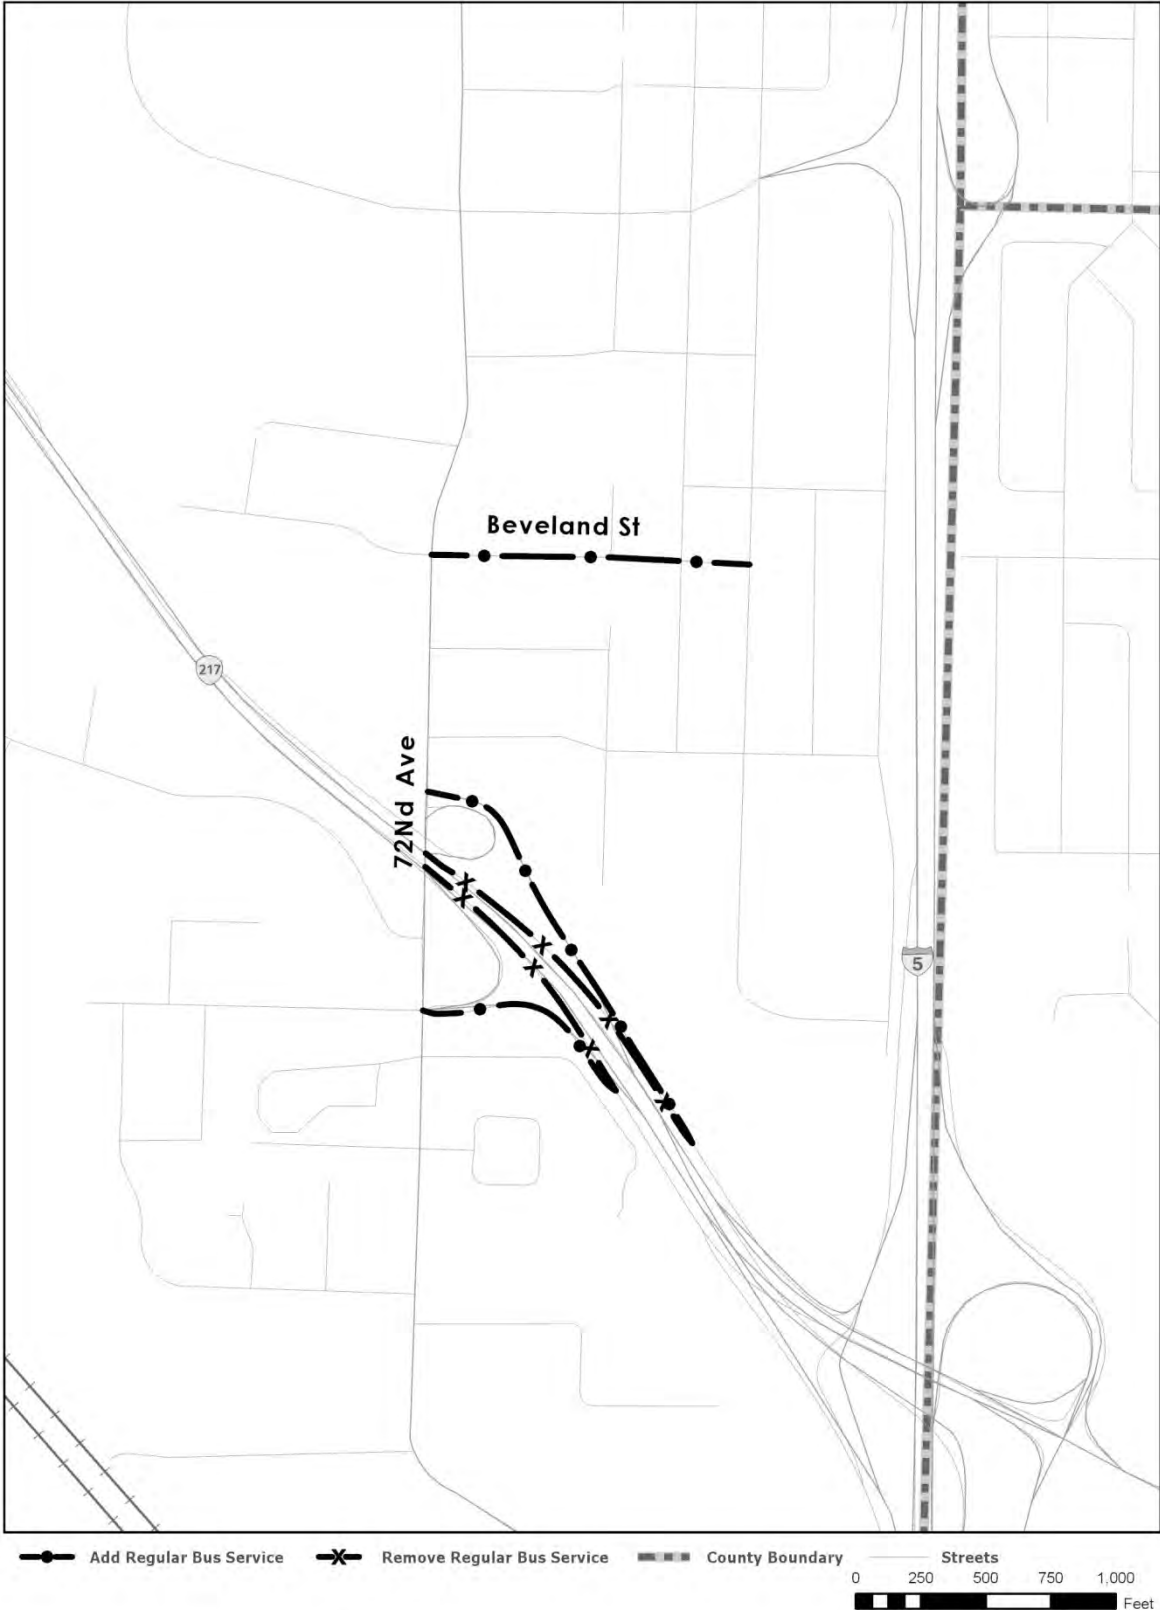 Beveland St
217
72Nd Ave
5
Add Regular Bus Service
Remove Regular Bus Service
County Boundary
Streets
0 250 500 750 1,000
Feet